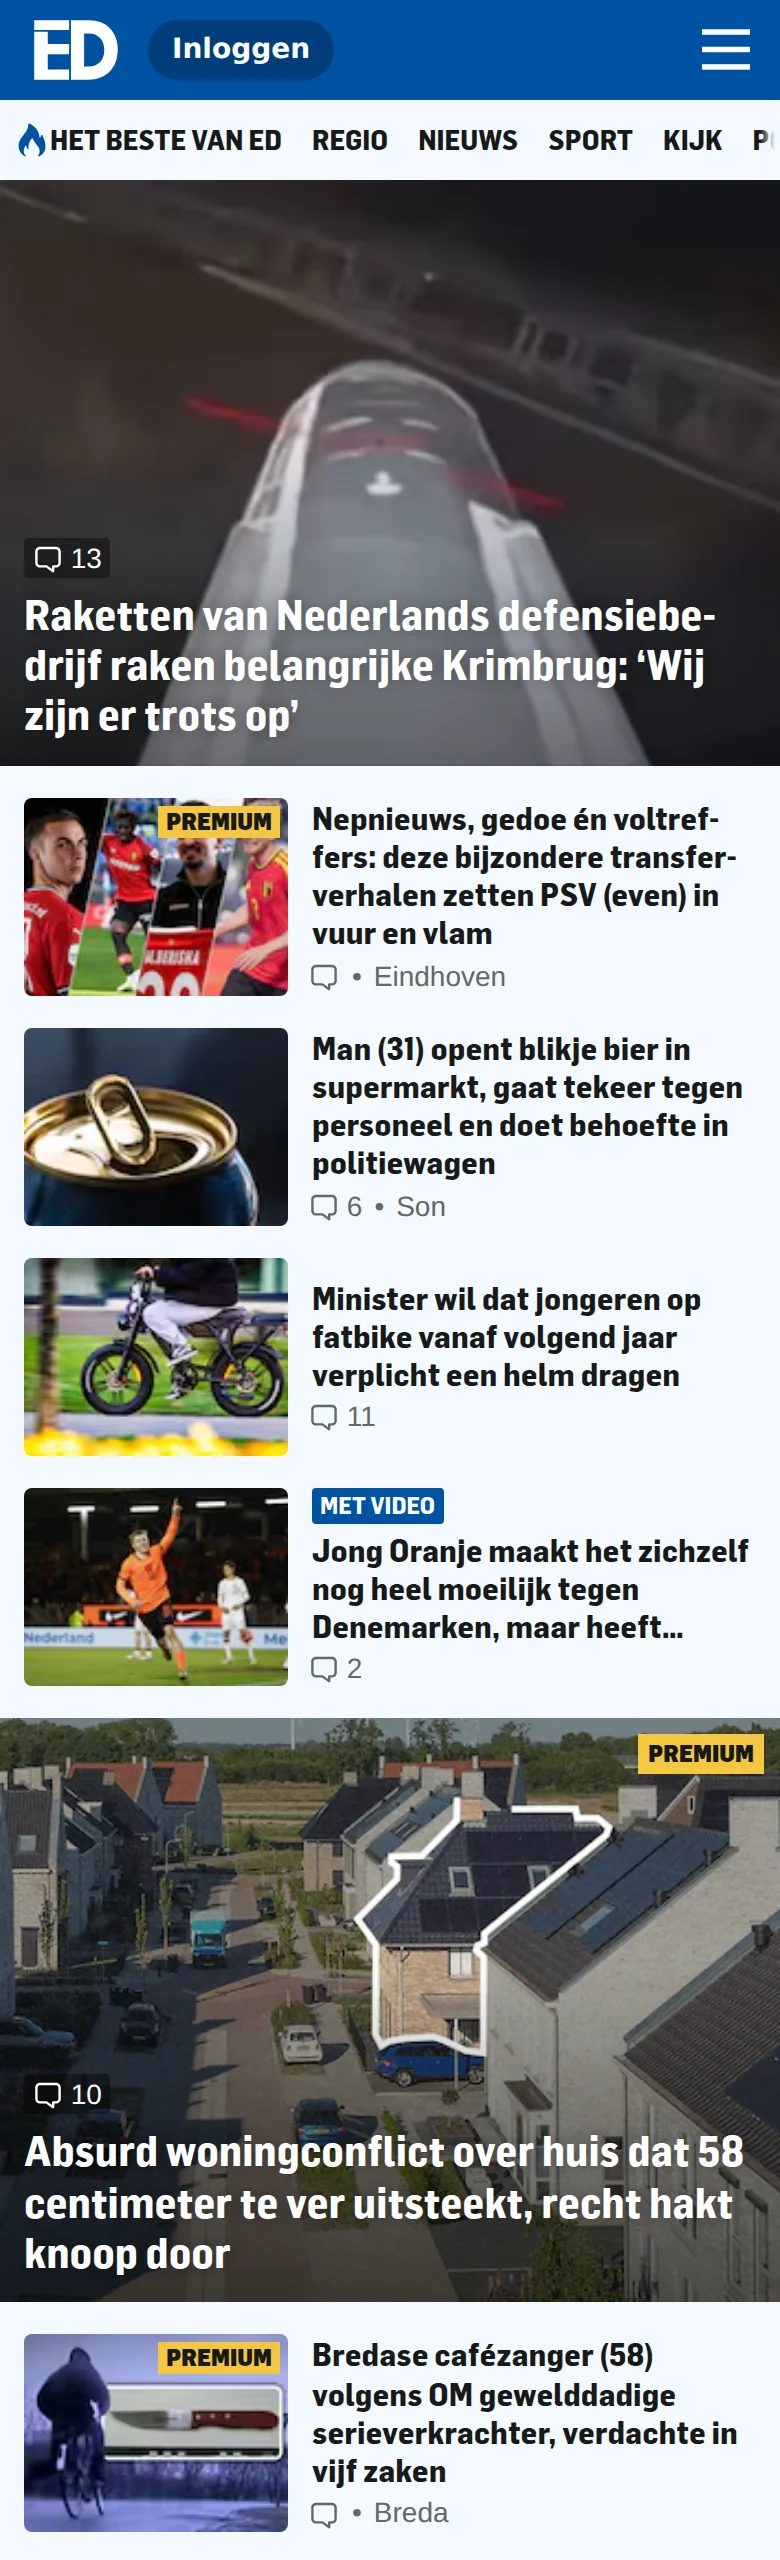 ED
Inloggen
HET BESTE VAN ED REGIO NIEUWS SPORT KIJK
13
Raketten van Nederlands defensiebe-
drijf raken belangrijke Krimbrug: ‘Wij
zijn er trots op’
PREMIUM
Nepnieuws, gedoe én voltref-
fers: deze bijzondere transfer-
verhalen zetten PSV (even) in
vuur en vlam
• Eindhoven
Man (31) opent blikje bier in
supermarkt, gaat tekeer tegen
personeel en doet behoefte in
politiewagen
6 • Son
Minister wil dat jongeren op
fatbike vanaf volgend jaar
verplicht een helm dragen
11
Nederland
MET VIDEO
Jong Oranje maakt het zichzelf
nog heel moeilijk tegen
Denemarken, maar heeft...
2
PREMIUM
10
Absurd woningconflict over huis dat 58
centimeter te ver uitsteekt, recht hakt
knoop door
PREMIUM
Bredase cafézanger (58)
volgens OM gewelddadige
serieverkrachter, verdachte in
vijf zaken
• Breda